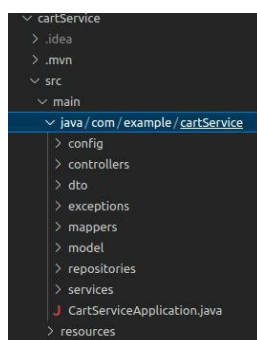 cartService
.idea
.mvn
src
main
java/com/example/cartService
config
controllers
dto
exceptions
mappers
model
repositories
services
J CartServiceApplication.java
resources